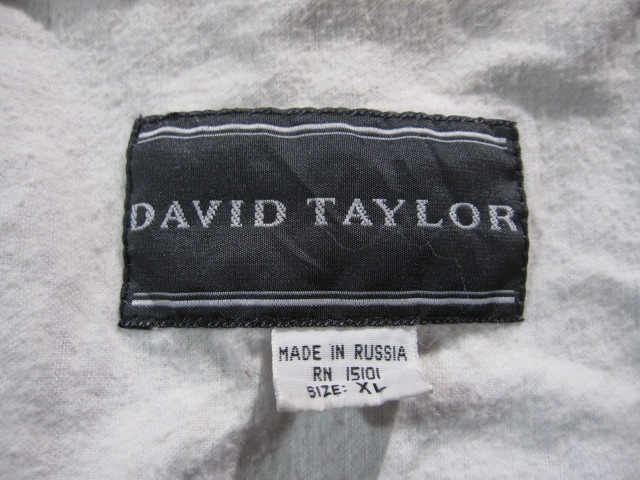 DAVID TAYLOR
MADE IN RUSSIA
RN 15101
SIZE: XL